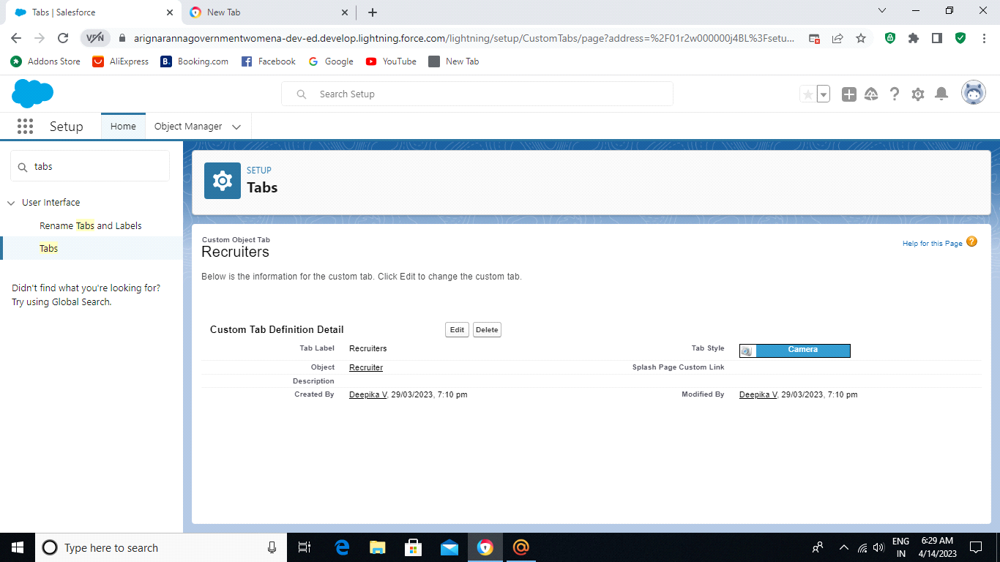 Tabs | Salesforce
New Tab
VPN
arignarannagovernmentwomena-dev-ed.develop.lightning.force.com/lightning/setup/CustomTabs/page?address=%2F01r2w000000j4BL%3Fsetu...
Addons Store
AliExpress
B.
Booking.com
Facebook
Google
YouTube
New Tab
Search Setup
Setup
Home
Object Manager
tabs
User Interface
Rename Tabs and Labels
Tabs
Didn't find what you're looking for?
Try using Global Search.
SETUP
Tabs
Custom Object Tab
Recruiters
Help for this Page ?
Below is the information for the custom tab. Click Edit to change the custom tab.
Custom Tab Definition Detail
Edit
Delete
Tab Label Recruiters
Tab Style Camera
Object Recruiter
Splash Page Custom Link
Description
Created By Deepika V, 29/03/2023, 7:10 pm
Modified By Deepika V, 29/03/2023, 7:10 pm
Type here to search
ENG
IN
6:29 AM
4/14/2023